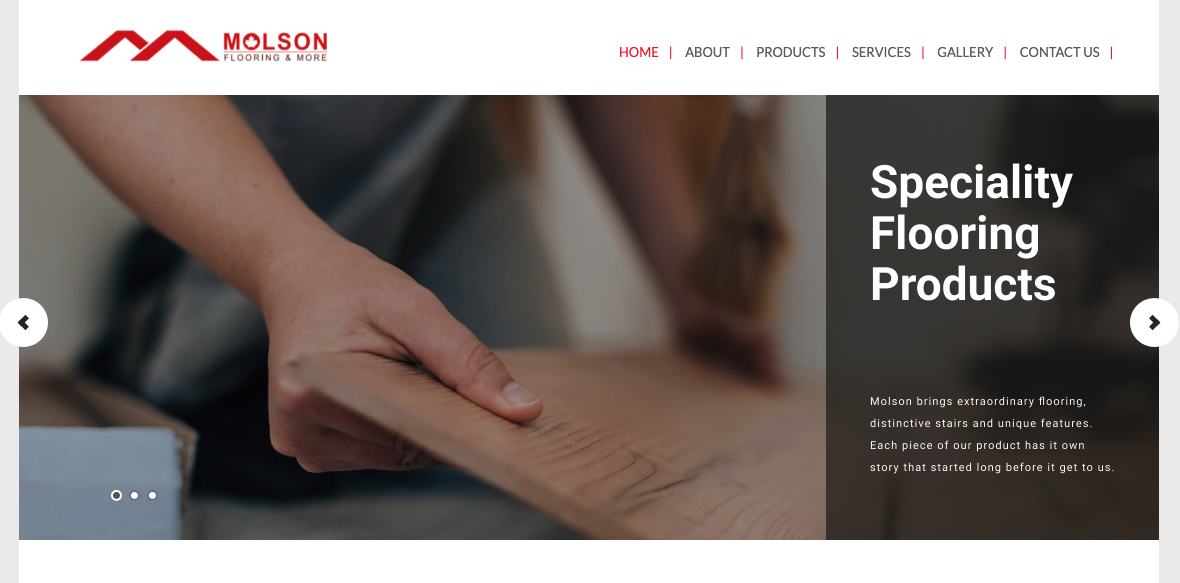 MOLSON
FLOORING & MORE
HOME | ABOUT | PRODUCTS | SERVICES | GALLERY | CONTACT US |
Speciality
Flooring
Products
Molson brings extraordinary flooring,
distinctive stairs and unique features.
Each piece of our product has it own
story that started long before it get to us.